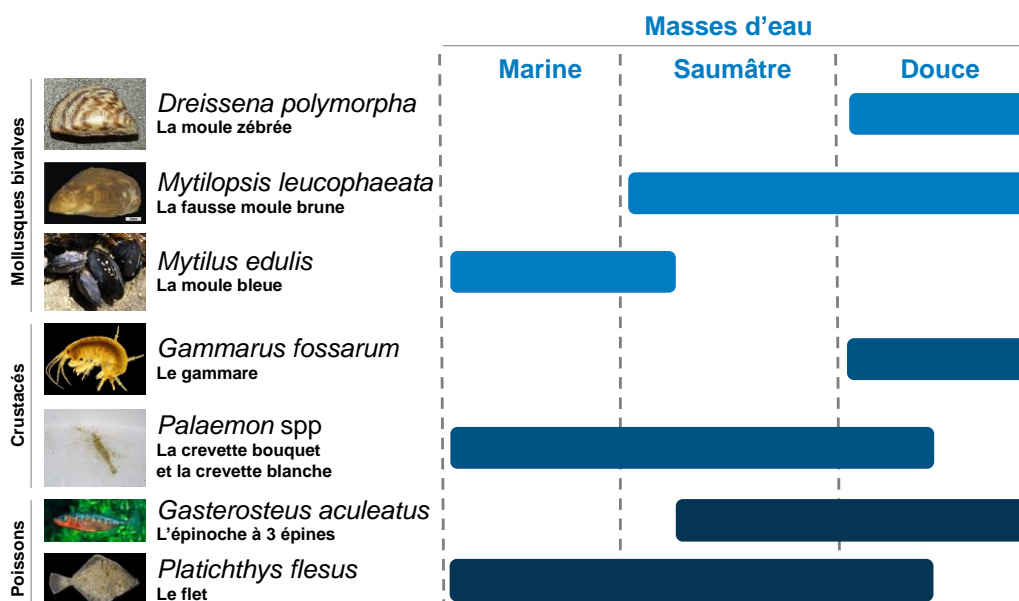 Masses d'eau
Marine
Saumâtre
Douce
Mollusques bivalves
Dreissena polymorpha
La moule zébrée
Mytilopsis leucophaeata
La fausse moule brune
Mytilus edulis
La moule bleue
Crustacés
Gammarus fossarum
Le gammare
Palaemon spp
La crevette bouquet
et la crevette blanche
Poissons
Gasterosteus aculeatus
L'épinoche à 3 épines
Platichthys flesus
Le flet